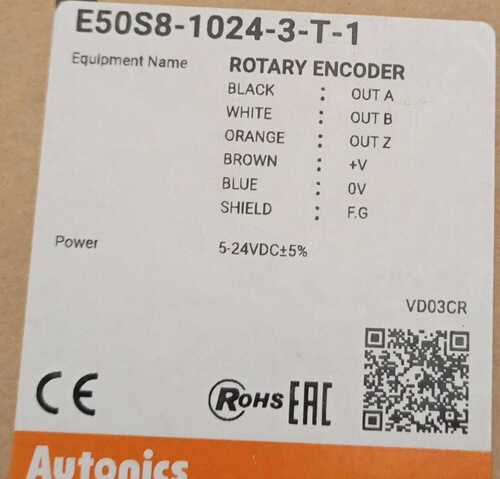 E50S8-1024-3-T-1
Equipment Name ROTARY ENCODER
BLACK : OUT A
WHITE : OUT B
ORANGE : OUT Z
BROWN : +V
BLUE : 0V
SHIELD : F.G
Power 5-24VDC±5%
VD03CR
CE RoHS EAC
Autonics